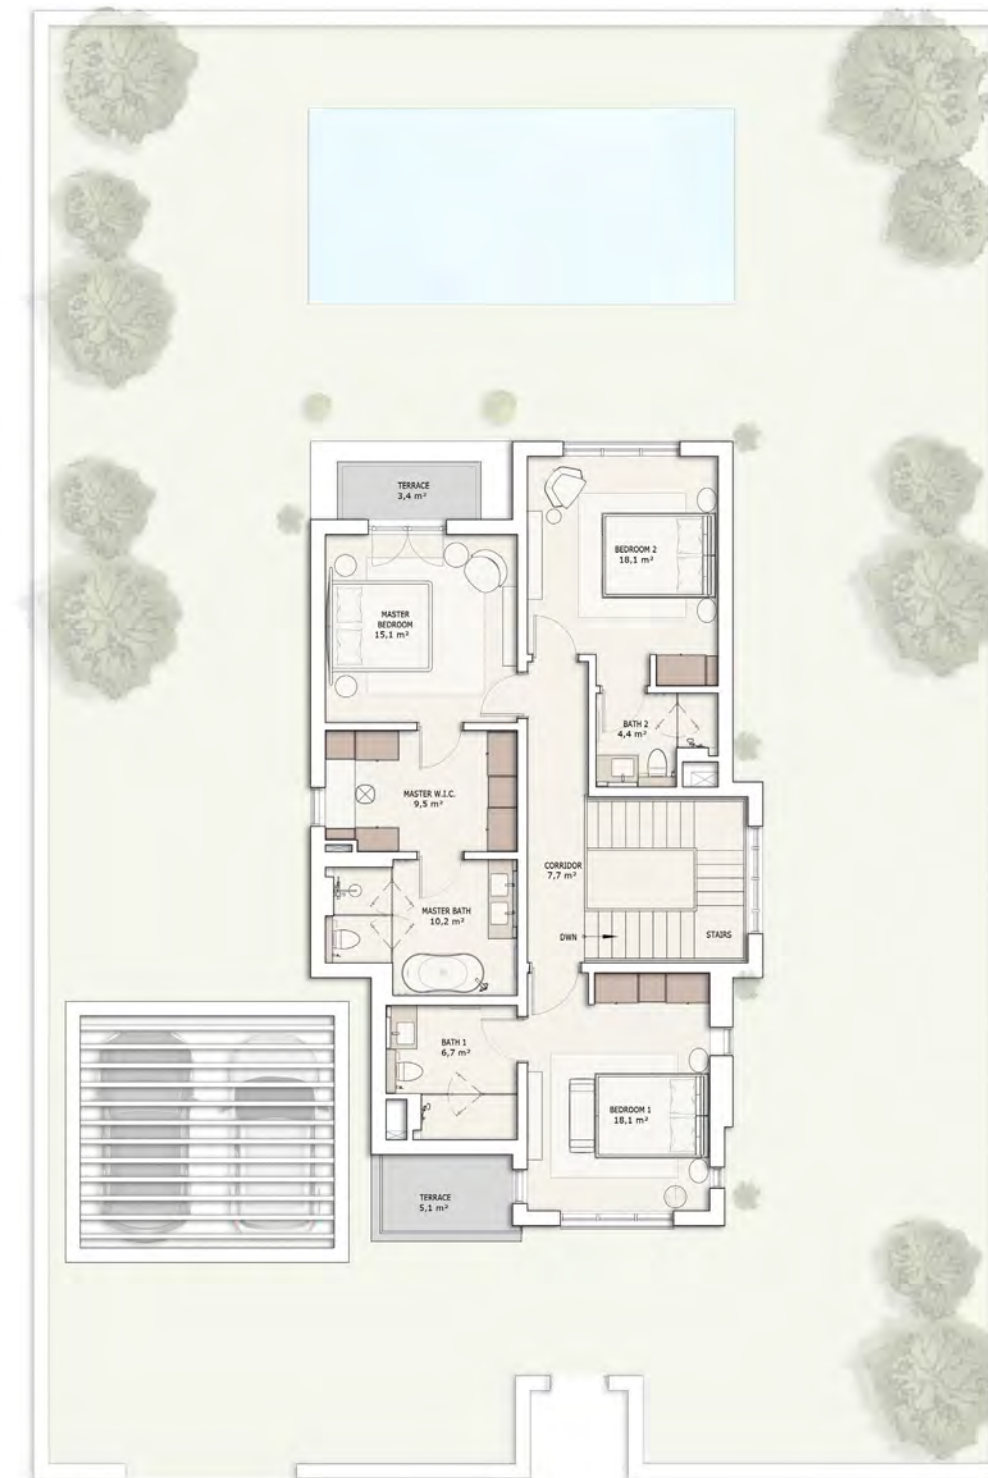 TERRACE
3,4 m²
BEDROOM 2
18,1 m²
MASTER
BEDROOM
15,1 m²
BATH 2
4,4 m²
MASTER W.I.C.
9,5 m²
CORRIDOR
7,7 m²
MASTER BATH
10,2 m²
DWN
STAIRS
BATH 1
6,7 m²
BEDROOM 1
18,1 m²
TERRACE
5,1 m²